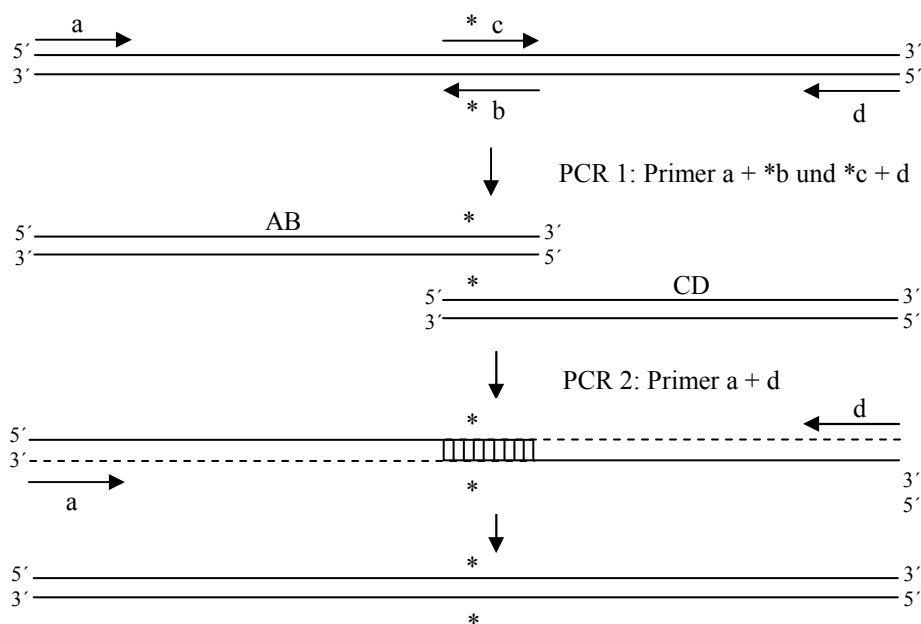 a * c
5´ 3´
3´ 5´
* b d
PCR 1: Primer a + *b und *c + d
AB *
5´ 3´
3´ 5´
* CD
5´ 3´
3´ 5´
PCR 2: Primer a + d
* d
5´
3´
a * 3´
5´
*
5´ 3´
3´ 5´
*